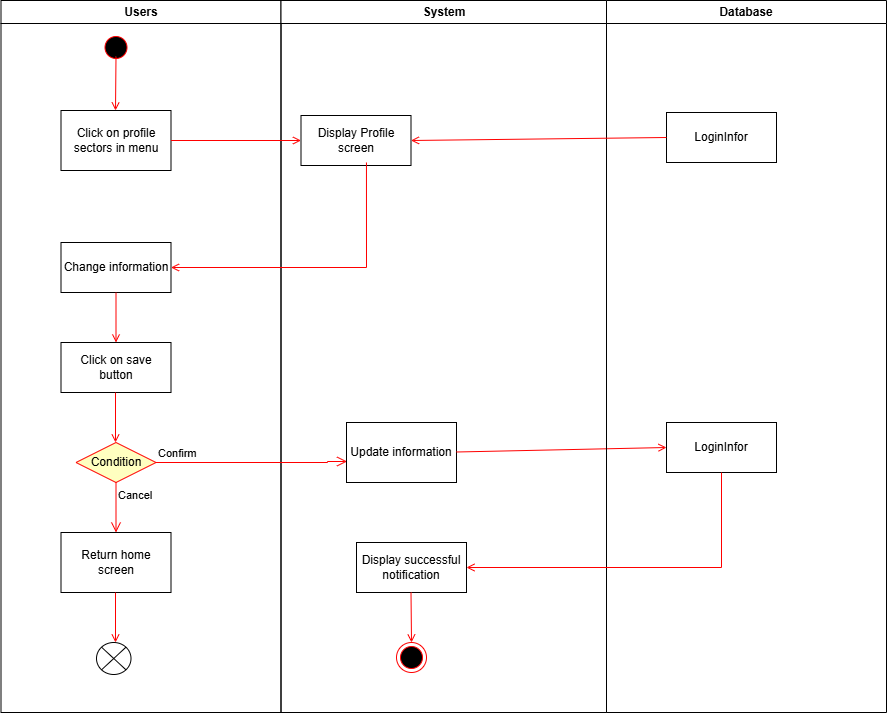 Users
System
Database
Click on profile
sectors in menu
Display Profile
screen
LoginInfor
Change information
Click on save
button
Condition
Confirm
Update information
LoginInfor
Cancel
Return home
screen
Display successful
notification